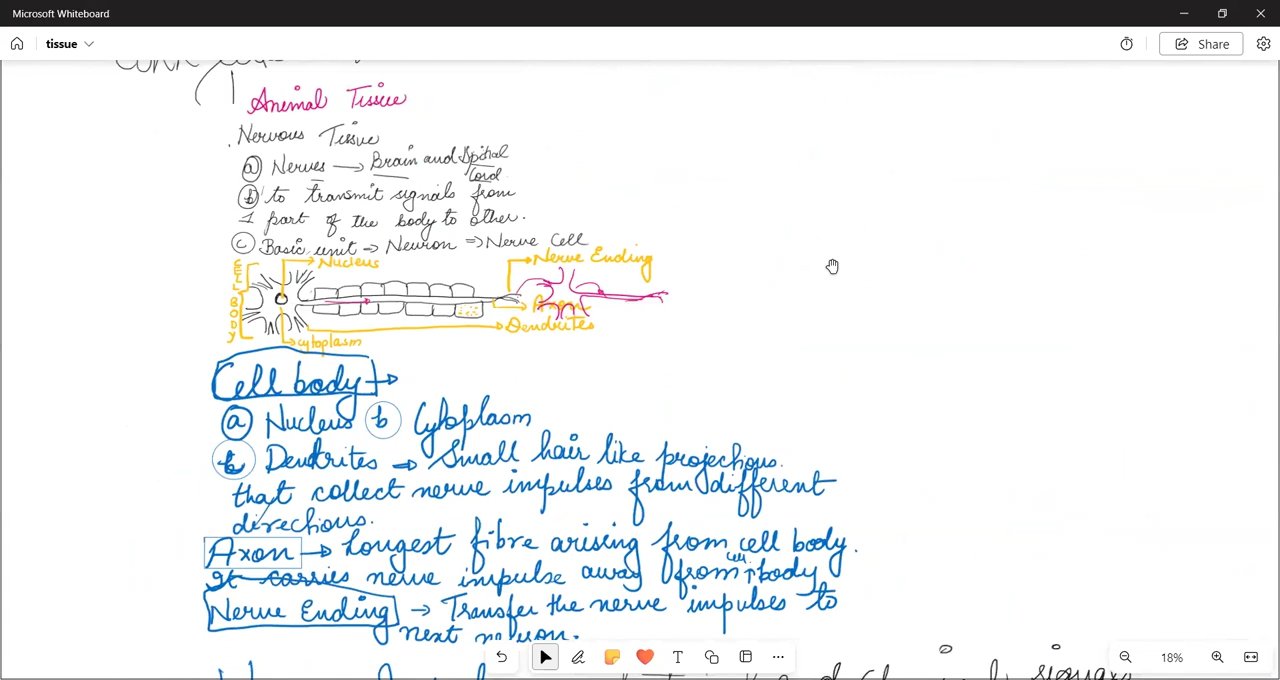 Microsoft Whiteboard
tissue
Share
Animal Tissue
Nervous Tissue
(a) Nerves → Brain and Spinal Cord
(b) to transmit signals from
1 part of the body to other.
(c) Basic unit → Neuron ⇒ Nerve Cell
Nucleus
Nerve Ending
CELL BODY
Axon
Dendrites
Cytoplasm
Cell body →
(a) Nucleus (b) Cytoplasm
Dendrites → Small hair like projections
that collect nerve impulses from different
directions.
Axon → Longest fibre arising from cell body.
It carries nerve impulse away from cell body
Nerve Ending → Transfer the nerve impulses to
next neuron.
18%